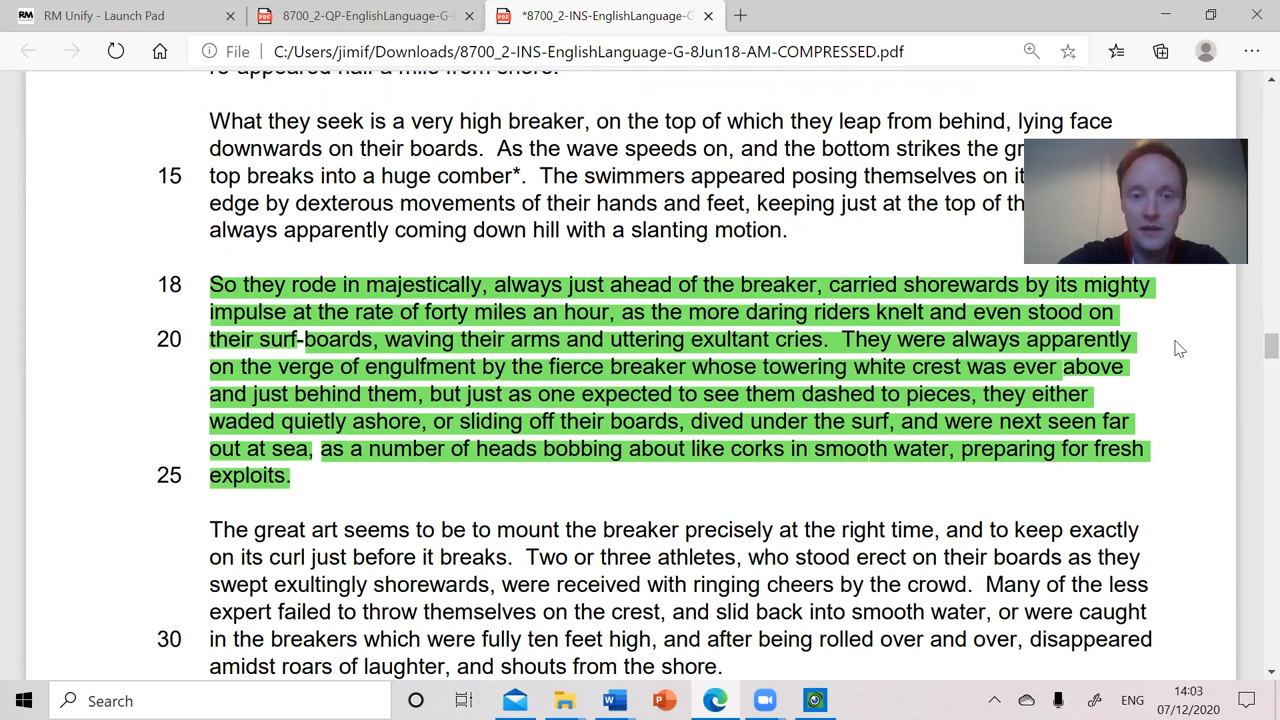 RM RM Unify - Launch Pad
8700_2-QP-EnglishLanguage-G-8
*8700_2-INS-EnglishLanguage-G
File C:/Users/jimif/Downloads/8700_2-INS-EnglishLanguage-G-8Jun18-AM-COMPRESSED.pdf
re-appeared half a mile from shore.
What they seek is a very high breaker, on the top of which they leap from behind, lying face
downwards on their boards. As the wave speeds on, and the bottom strikes the gr
15 top breaks into a huge comber*. The swimmers appeared posing themselves on it
edge by dexterous movements of their hands and feet, keeping just at the top of th
always apparently coming down hill with a slanting motion.
18 So they rode in majestically, always just ahead of the breaker, carried shorewards by its mighty
impulse at the rate of forty miles an hour, as the more daring riders knelt and even stood on
20 their surf-boards, waving their arms and uttering exultant cries. They were always apparently
on the verge of engulfment by the fierce breaker whose towering white crest was ever above
and just behind them, but just as one expected to see them dashed to pieces, they either
waded quietly ashore, or sliding off their boards, dived under the surf, and were next seen far
out at sea, as a number of heads bobbing about like corks in smooth water, preparing for fresh
25 exploits.
The great art seems to be to mount the breaker precisely at the right time, and to keep exactly
on its curl just before it breaks. Two or three athletes, who stood erect on their boards as they
swept exultingly shorewards, were received with ringing cheers by the crowd. Many of the less
expert failed to throw themselves on the crest, and slid back into smooth water, or were caught
30 in the breakers which were fully ten feet high, and after being rolled over and over, disappeared
amidst roars of laughter, and shouts from the shore.
Search
ENG
14:03
07/12/2020